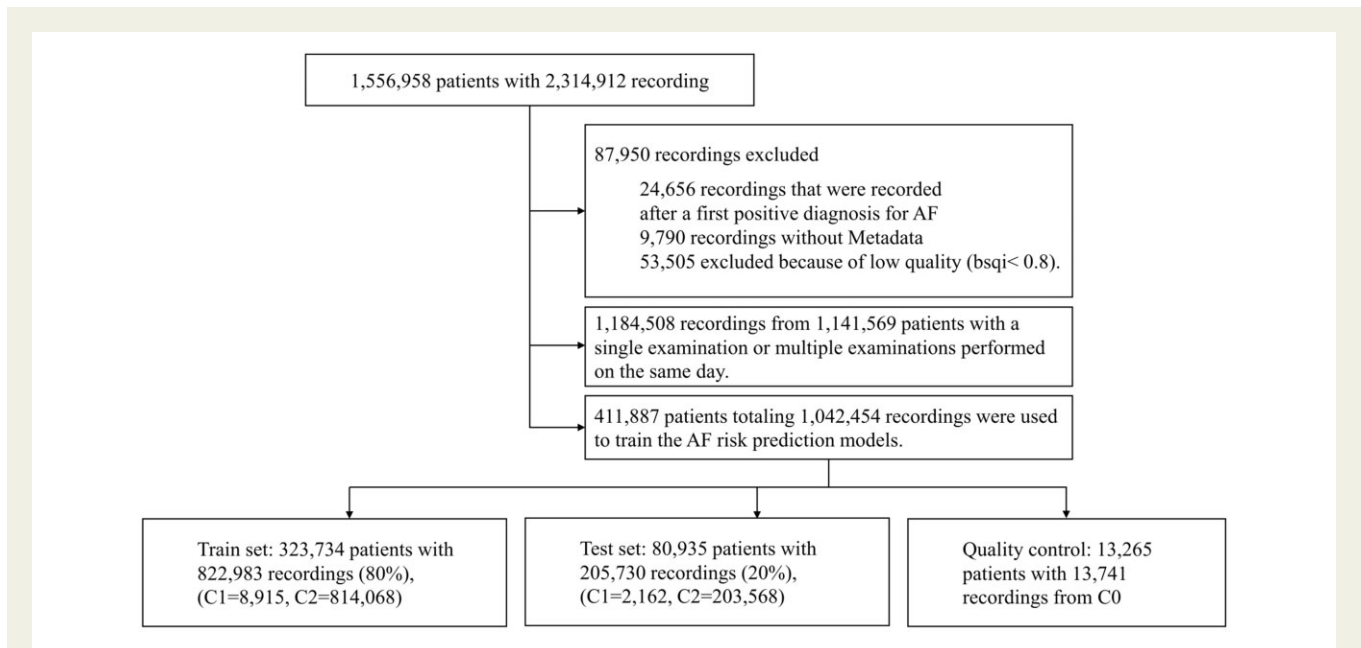 1,556,958 patients with 2,314,912 recording
87,950 recordings excluded
24,656 recordings that were recorded
after a first positive diagnosis for AF
9,790 recordings without Metadata
53,505 excluded because of low quality (bsqi< 0.8).
1,184,508 recordings from 1,141,569 patients with a
single examination or multiple examinations performed
on the same day.
411,887 patients totaling 1,042,454 recordings were used
to train the AF risk prediction models.
Train set: 323,734 patients with
822,983 recordings (80%),
(C1=8,915, C2=814,068)
Test set: 80,935 patients with
205,730 recordings (20%),
(C1=2,162, C2=203,568)
Quality control: 13,265
patients with 13,741
recordings from C0